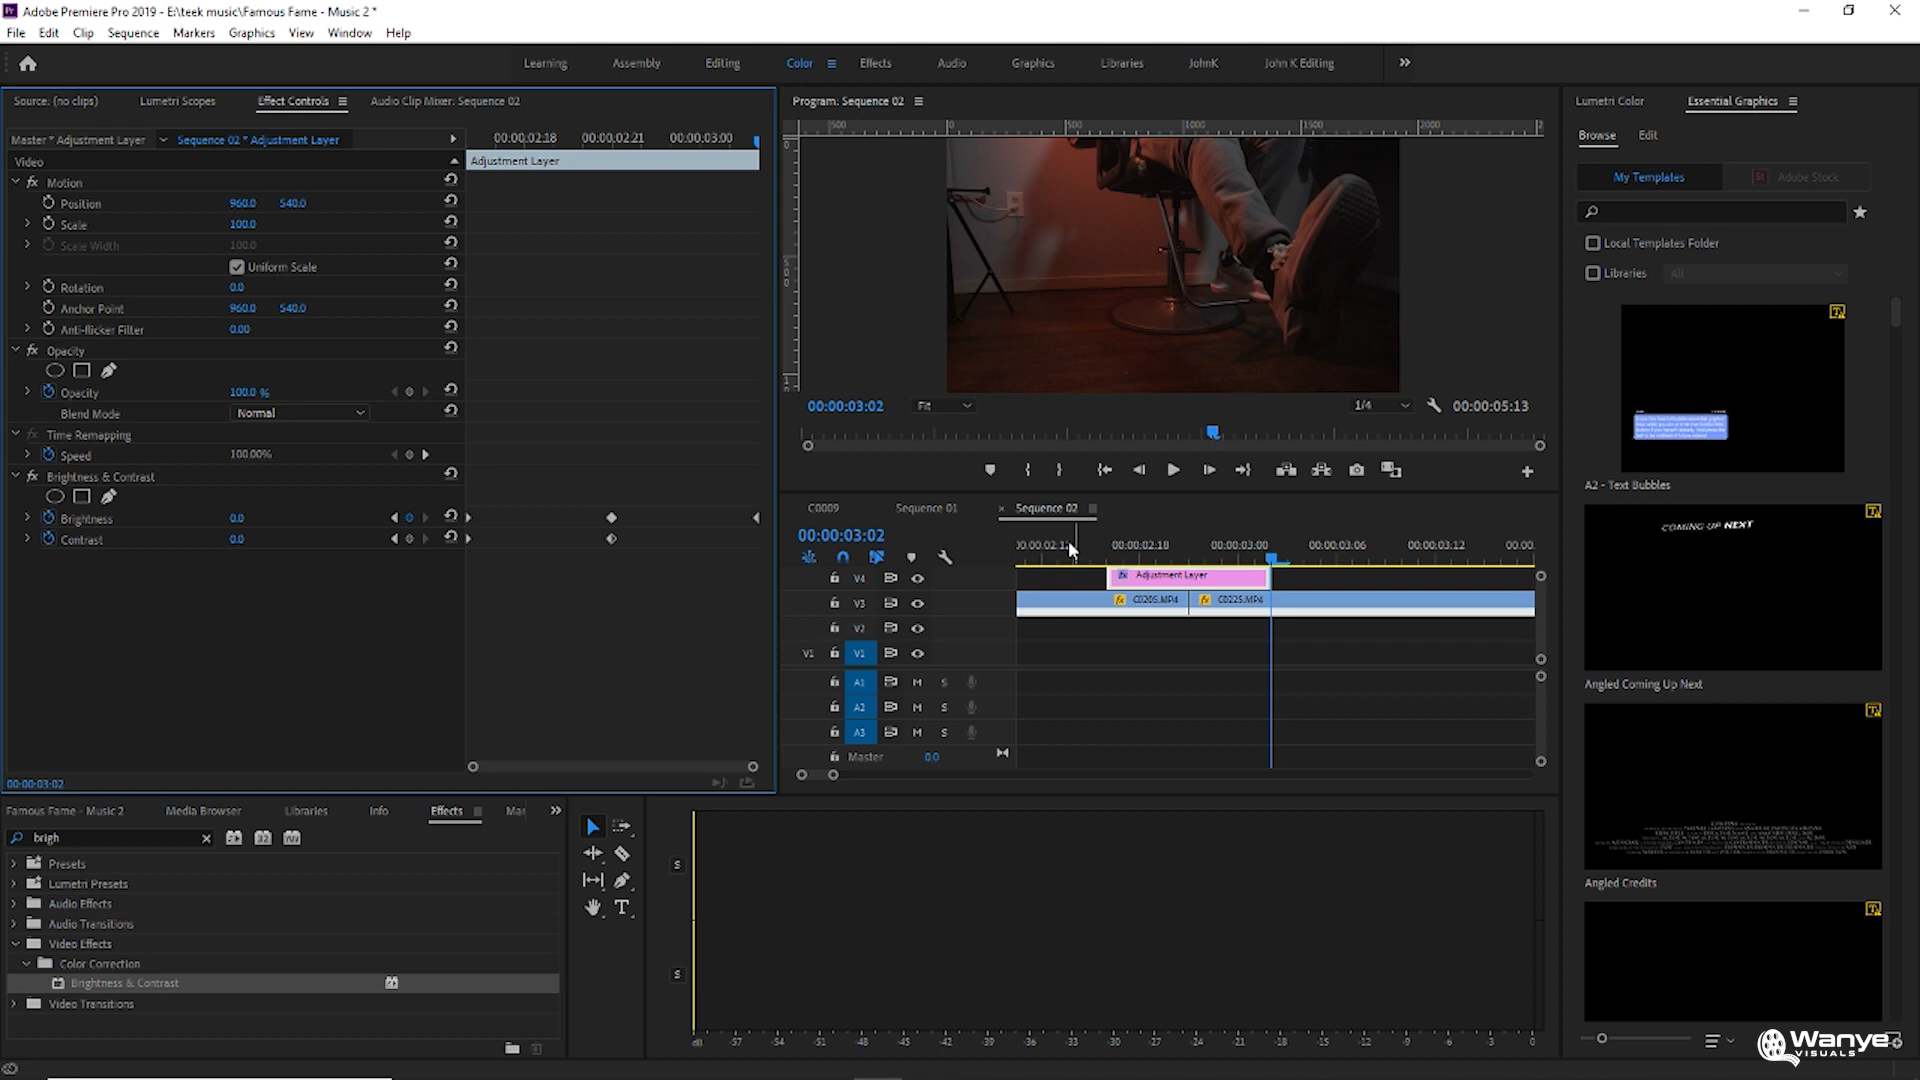 Adobe Premiere Pro 2019 - E:\teek music\Famous Fame - Music 2 *
File Edit Clip Sequence Markers Graphics View Window Help
Learning Assembly Editing Color Effects Audio Graphics Libraries JohnK John K Editing
Source: (no clips) Lumetri Scopes Effect Controls Audio Clip Mixer: Sequence 02
Master * Adjustment Layer Sequence 02 * Adjustment Layer
00:00:02:18 00:00:02:21 00:00:03:00
Video
Adjustment Layer
fx Motion
Position 960.0 540.0
Scale 100.0
Scale Width 100.0
Uniform Scale
Rotation 0.0
Anchor Point 960.0 540.0
Anti-flicker Filter 0.00
fx Opacity
Opacity 100.0 %
Blend Mode Normal
fx Time Remapping
Speed 100.00%
fx Brightness & Contrast
Brightness 0.0
Contrast 0.0
00:00:03:02
Program: Sequence 02
500 0 500 1000 1500 2000
00:00:03:02 Fit 1/4 00:00:05:13
C0009 Sequence 01 × Sequence 02
00:00:03:02
00:00:02:18 00:00:03:00 00:00:03:06 00:00:03:12
V4 fx Adjustment Layer
V3 fx C0205.MP4 fx C0225.MP4
V2
V1 V1
A1 M S
A2 M S
A3 M S
Master 0.0
Lumetri Color Essential Graphics
Browse Edit
My Templates St Adobe Stock
Local Templates Folder
Libraries All
A2 - Text Bubbles
COMING UP NEXT
Angled Coming Up Next
Angled Credits
Famous Fame - Music 2 Media Browser Libraries Info Effects Mar
brigh
Presets
Lumetri Presets
Audio Effects
Audio Transitions
Video Effects
Color Correction
Brightness & Contrast
Video Transitions
S
S
dB -57 -54 -51 -48 -45 -42 -39 -36 -33 -30 -27 -24 -21 -18 -15 -12 -9 -6 -3 0
Wanye
VISUALS